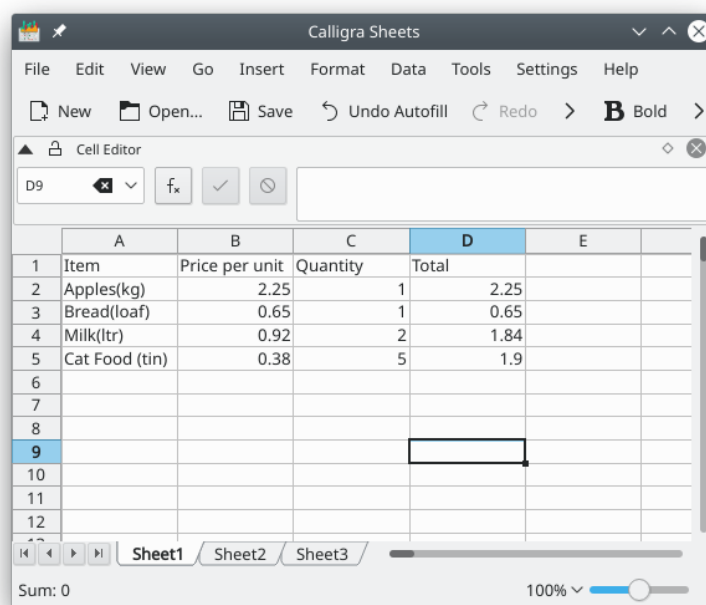 Calligra Sheets
File Edit View Go Insert Format Data Tools Settings Help
New Open... Save Undo Autofill Redo B Bold
Cell Editor
D9 fx
A B C D E
1 Item Price per unit Quantity Total
2 Apples(kg) 2.25 1 2.25
3 Bread(loaf) 0.65 1 0.65
4 Milk(ltr) 0.92 2 1.84
5 Cat Food (tin) 0.38 5 1.9
6
7
8
9
10
11
12
Sheet1 Sheet2 Sheet3
Sum: 0 100%